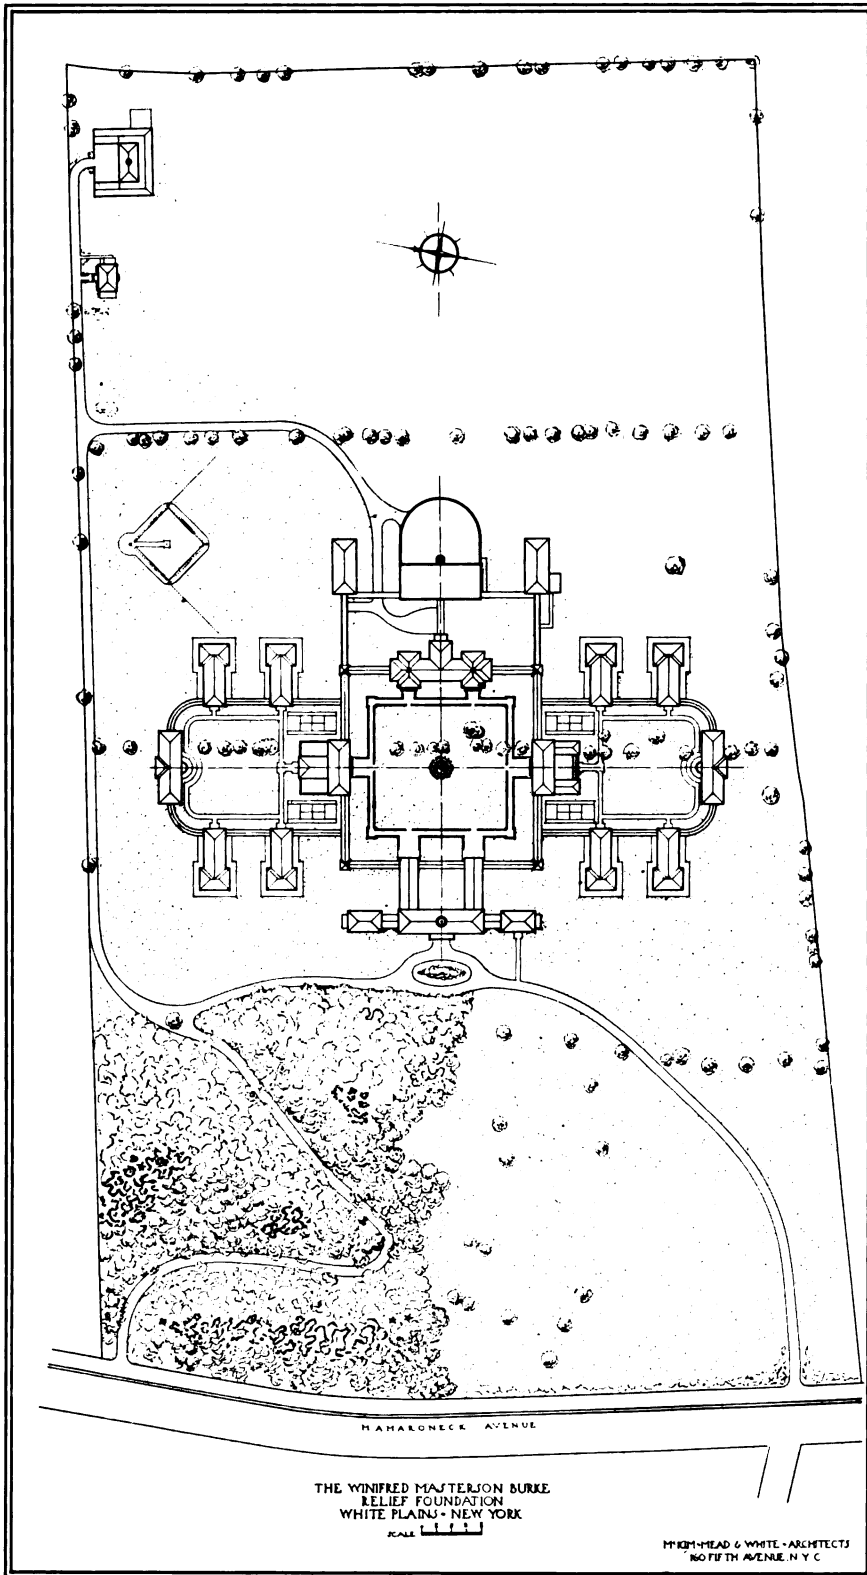 MAMARONECK AVENUE
THE WINIFRED MASTERSON BURKE
RELIEF FOUNDATION
WHITE PLAINS • NEW YORK
SCALE
McKIM • MEAD & WHITE • ARCHITECTS
160 FIFTH AVENUE. N Y C